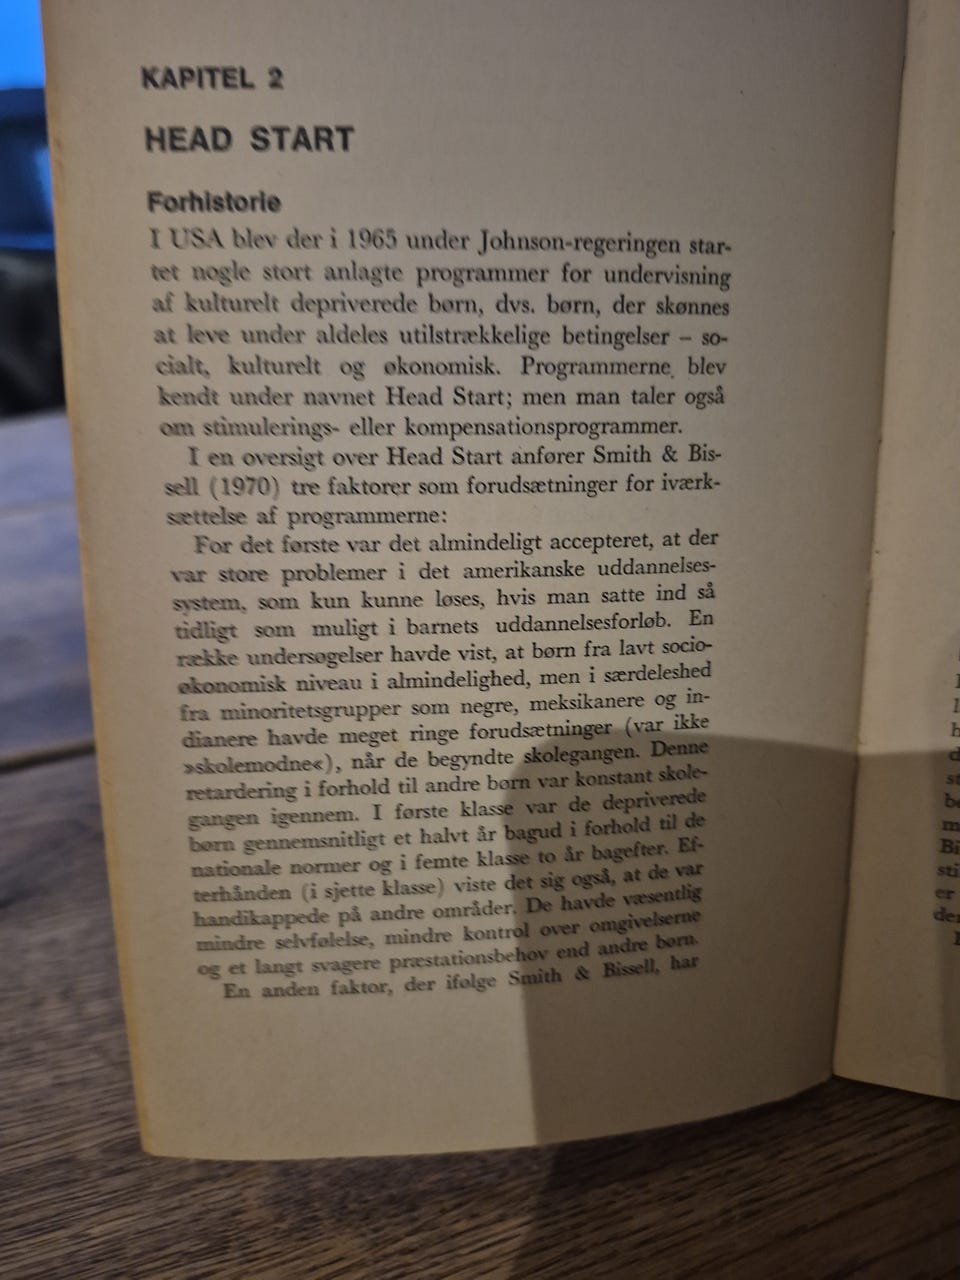 KAPITEL 2
HEAD START
Forhistorie
I USA blev der i 1965 under Johnson-regeringen star-
tet nogle stort anlagte programmer for undervisning
af kulturelt depriverede børn, dvs. børn, der skønnes
at leve under aldeles utilstrækkelige betingelser – so-
cialt, kulturelt og økonomisk. Programmerne blev
kendt under navnet Head Start; men man taler også
om stimulerings- eller kompensationsprogrammer.
I en oversigt over Head Start anfører Smith & Bis-
sell (1970) tre faktorer som forudsætninger for iværk-
sættelse af programmerne:
For det første var det almindeligt accepteret, at der
var store problemer i det amerikanske uddannelses-
system, som kun kunne løses, hvis man satte ind så
tidligt som muligt i barnets uddannelsesforløb. En
række undersøgelser havde vist, at børn fra lavt socio-
økonomisk niveau i almindelighed, men i særdeleshed
fra minoritetsgrupper som negre, meksikanere og in-
dianere havde meget ringe forudsætninger (var ikke
»skolemodne«), når de begyndte skolegangen. Denne
retardering i forhold til andre børn var konstant skole-
gangen igennem. I første klasse var de depriverede
børn gennemsnitligt et halvt år bagud i forhold til de
nationale normer og i femte klasse to år bagefter. Ef-
terhånden (i sjette klasse) viste det sig også, at de var
handikappede på andre områder. De havde væsentlig
mindre selvfølelse, mindre kontrol over omgivelserne
og et langt svagere præstationsbehov end andre børn.
En anden faktor, der ifølge Smith & Bissell, har